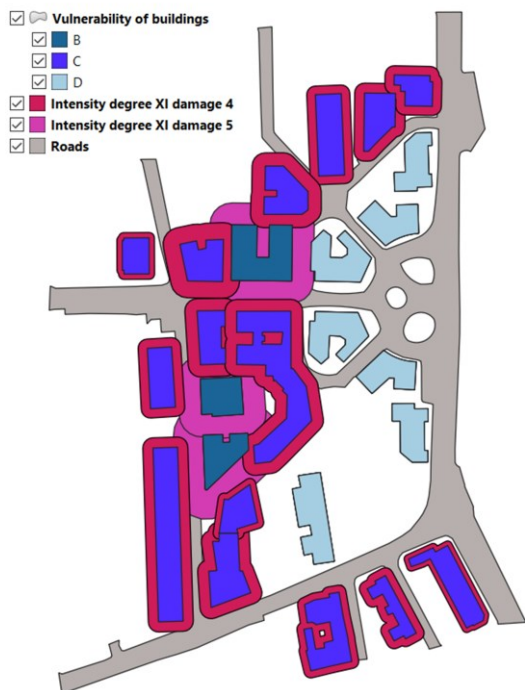 Vulnerability of buildings
B
C
D
Intensity degree XI damage 4
Intensity degree XI damage 5
Roads